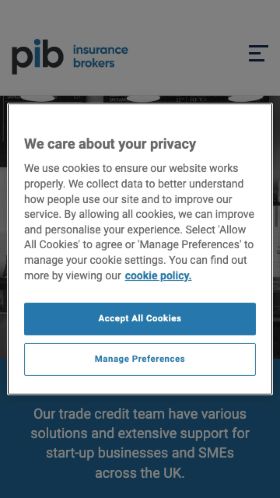 pib insurance
brokers
We care about your privacy
We use cookies to ensure our website works
properly. We collect data to better understand
how people use our site and to improve our
service. By allowing all cookies, we can improve
and personalise your experience. Select 'Allow
All Cookies' to agree or 'Manage Preferences' to
manage your cookie settings. You can find out
more by viewing our cookie policy.
Accept All Cookies
Manage Preferences
Our trade credit team have various
solutions and extensive support for
start-up businesses and SMEs
across the UK.